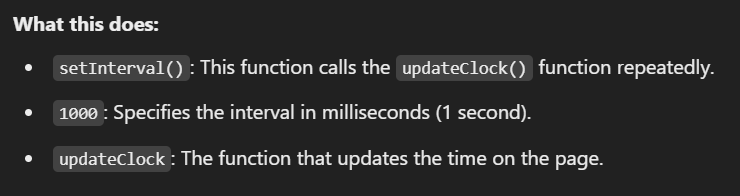 What this does:
• setInterval(): This function calls the updateClock() function repeatedly.
• 1000: Specifies the interval in milliseconds (1 second).
• updateClock: The function that updates the time on the page.